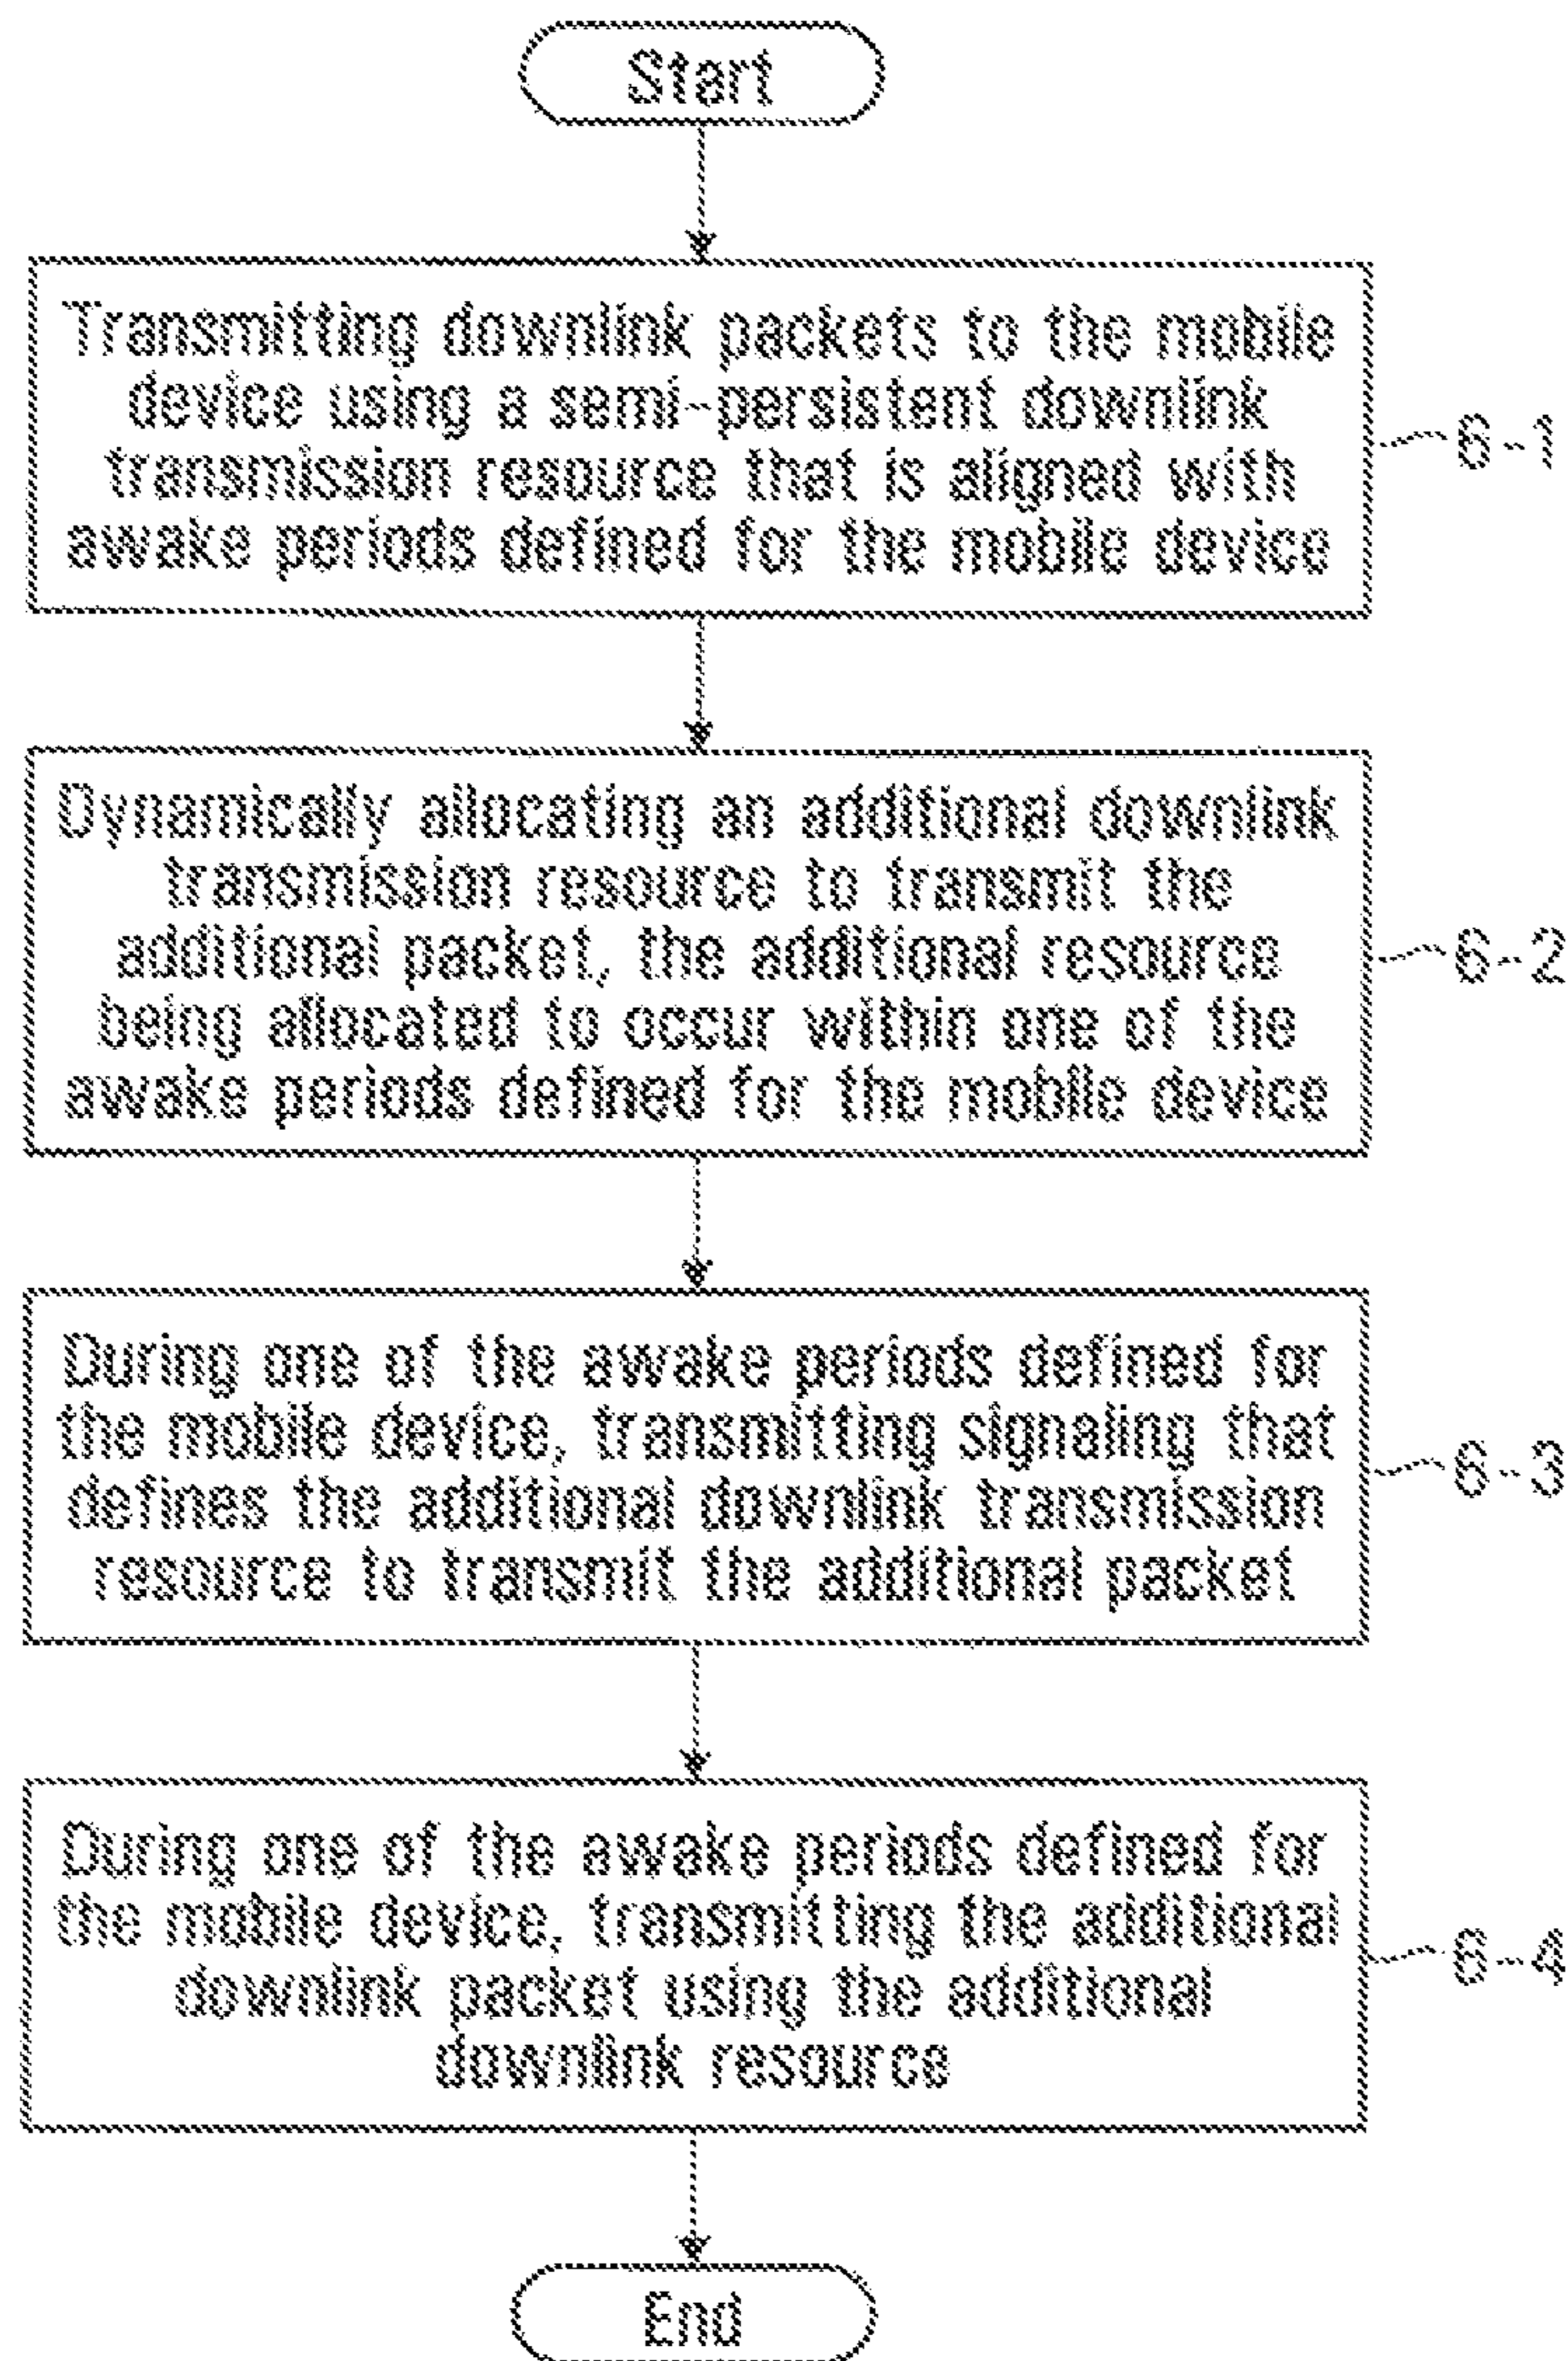 Start
Transmitting downlink packets to the mobile
device using a semi-persistent downlink
transmission resource that is aligned with
awake periods defined for the mobile device
6-1
Dynamically allocating an additional downlink
transmission resource to transmit the
additional packet, the additional resource
being allocated to occur within one of the
awake periods defined for the mobile device
6-2
During one of the awake periods defined for
the mobile device, transmitting signaling that
defines the additional downlink transmission
resource to transmit the additional packet
6-3
During one of the awake periods defined for
the mobile device, transmitting the additional
downlink packet using the additional
downlink resource
6-4
End